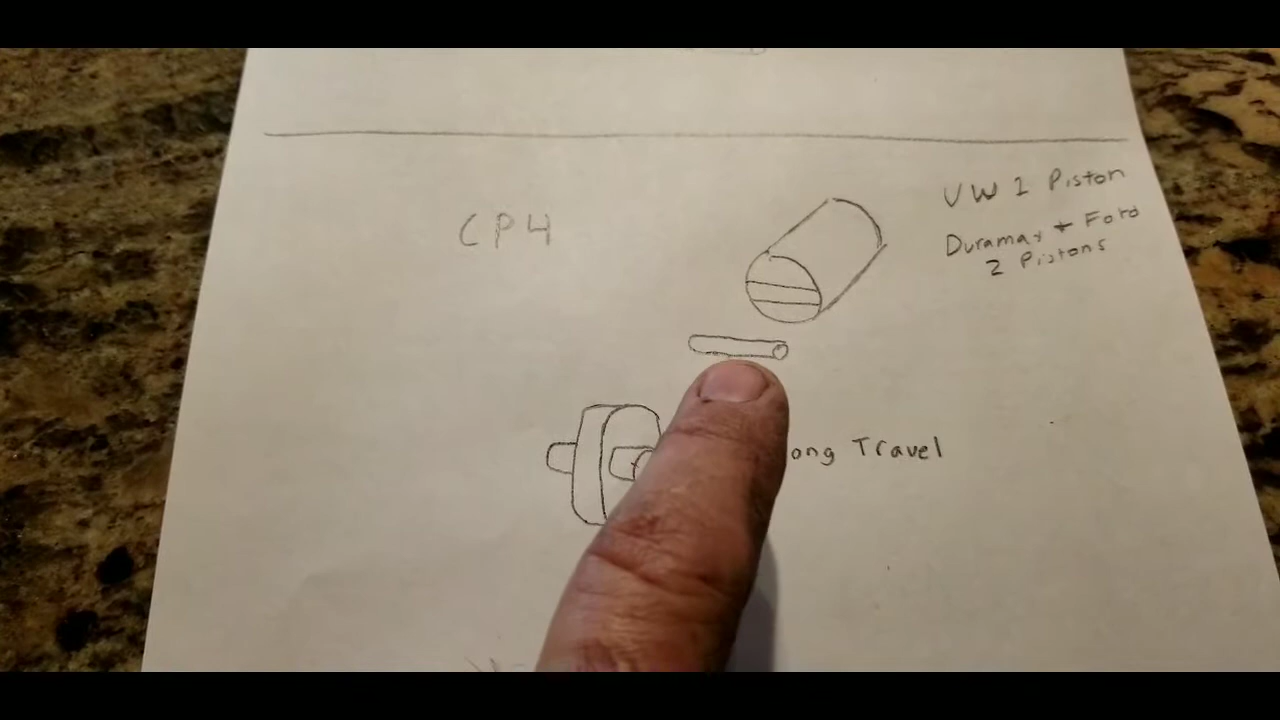 CP4
VW 1 Piston
Duramax + Ford
2 Pistons
ong Travel